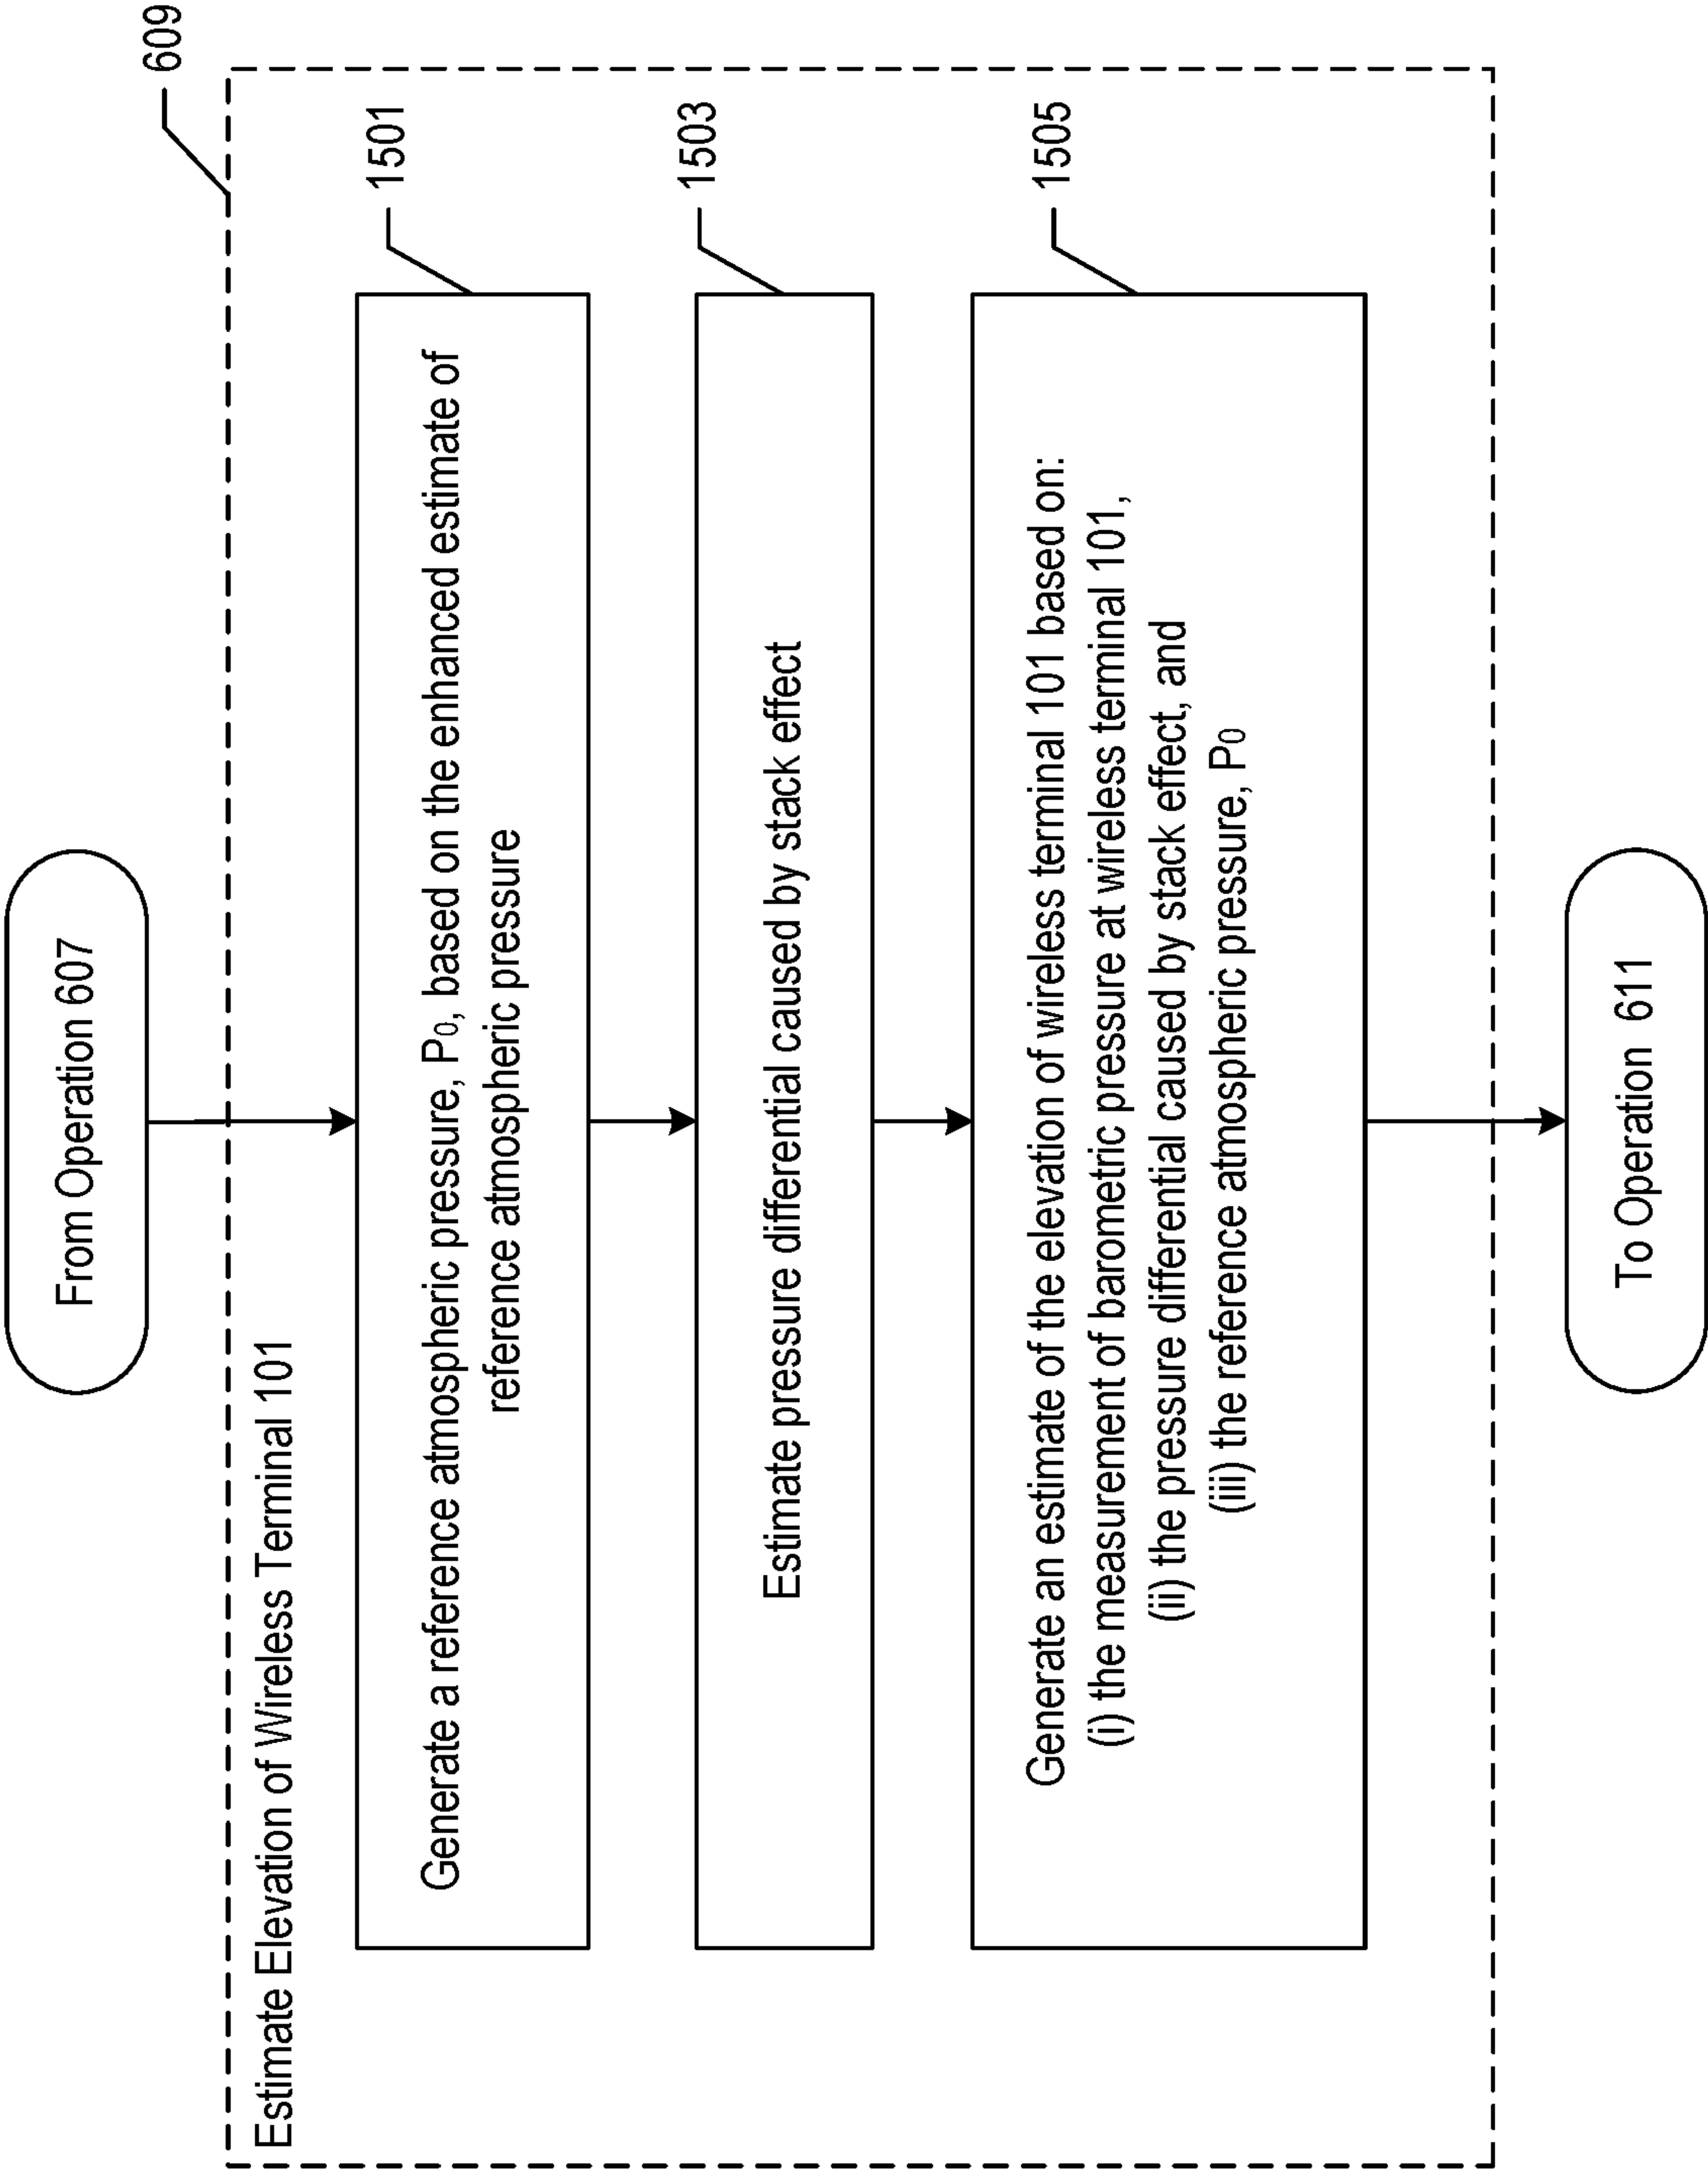 From Operation 607
609
Estimate Elevation of Wireless Terminal 101
1501
Generate a reference atmospheric pressure, P0, based on the enhanced estimate of
reference atmospheric pressure
1503
Estimate pressure differential caused by stack effect
1505
Generate an estimate of the elevation of wireless terminal 101 based on:
(i) the measurement of barometric pressure at wireless terminal 101,
(ii) the pressure differential caused by stack effect, and
(iii) the reference atmospheric pressure, P0
To Operation 611